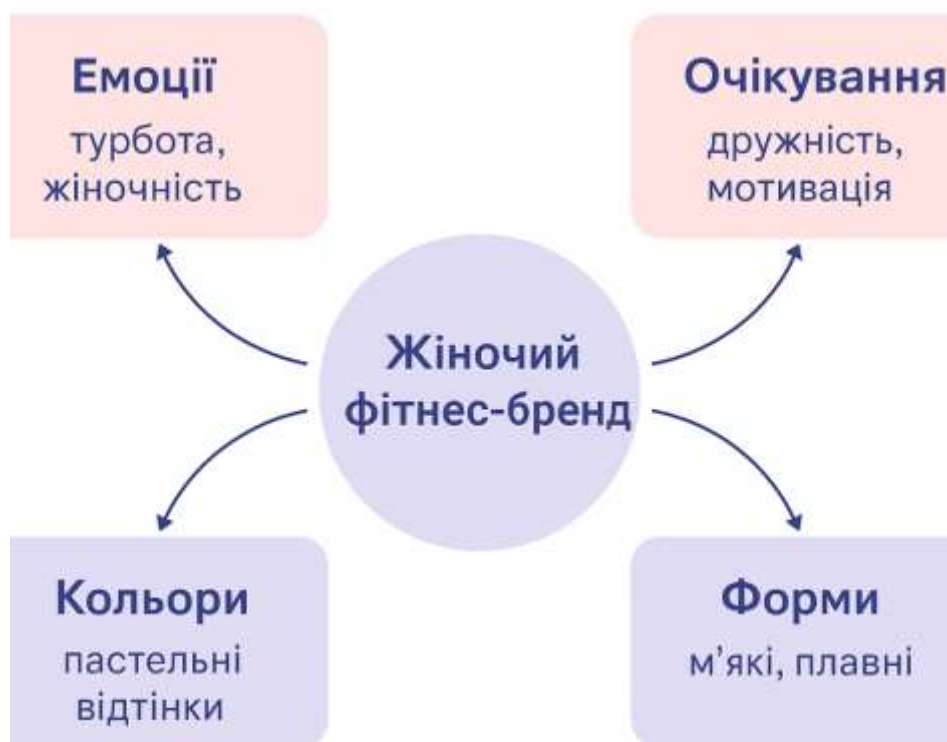 Емоції
турбота,
жіночність
Очікування
дружність,
мотивація
Жіночий
фітнес-бренд
Кольори
пастельні
відтінки
Форми
м’які, плавні